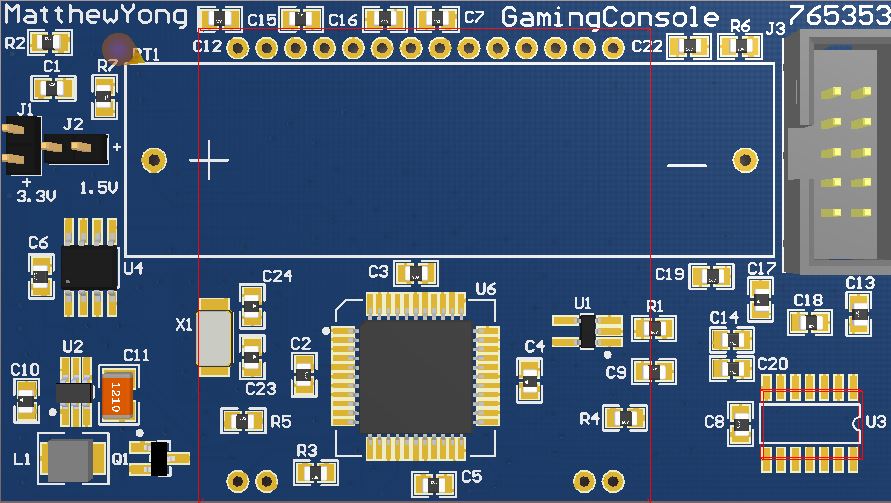 MatthewYong
C15
C16
C7
GamingConsole
765353
R2
C12
C22
R6
J3
RT1
C1
R7
J1
J2
+
3.3V
+
1.5V
+
—
C6
U4
C24
C3
U6
X1
C23
C2
C4
U1
R1
C9
C19
C17
C13
C18
C14
C20
U2
C10
C11
1210
R5
R4
C8
U3
L1
Q1
R3
C5